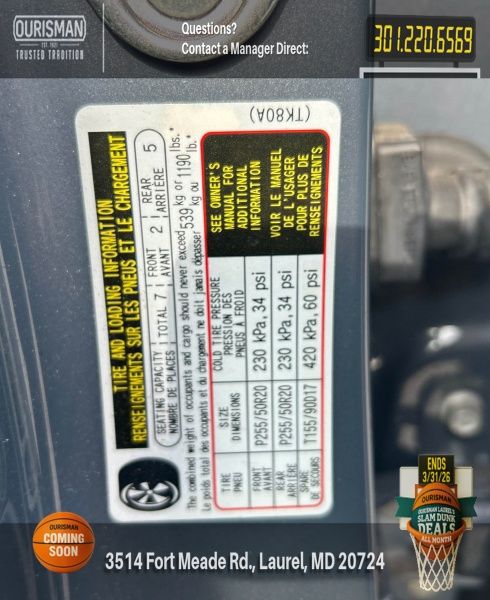 OURISMAN
EST. 1921
TRUSTED TRADITION
Questions?
Contact a Manager Direct:
301.220.6569
(TK80A)
TIRE AND LOADING INFORMATION
RENSEIGNEMENTS SUR LES PNEUS ET LE CHARGEMENT
SEATING CAPACITY TOTAL 7 FRONT 2 REAR 5
NOMBRE DE PLACES AVANT ARRIÈRE
The combined weight of occupants and cargo should never exceed 539 kg or 1190 lbs.*
Le poids total des occupants et du chargement ne doit jamais dépasser kg ou lb.*
TIRE SIZE COLD TIRE PRESSURE
PNEU DIMENSIONS PRESSION DES PNEUS À FROID
FRONT AVANT P255/50R20 230 kPa, 34 psi
REAR ARRIÈRE P255/50R20 230 kPa, 34 psi
SPARE DE SECOURS T155/90D17 420 kPa, 60 psi
SEE OWNER'S
MANUAL FOR
ADDITIONAL
INFORMATION
VOIR LE MANUEL
DE L'USAGER
POUR PLUS DE
RENSEIGNEMENTS
OURISMAN
COMING
SOON
3514 Fort Meade Rd., Laurel, MD 20724
ENDS
3/31/26
OURISMAN
OURISMAN LAUREL'S
SLAM DUNK
DEALS
ALL MONTH